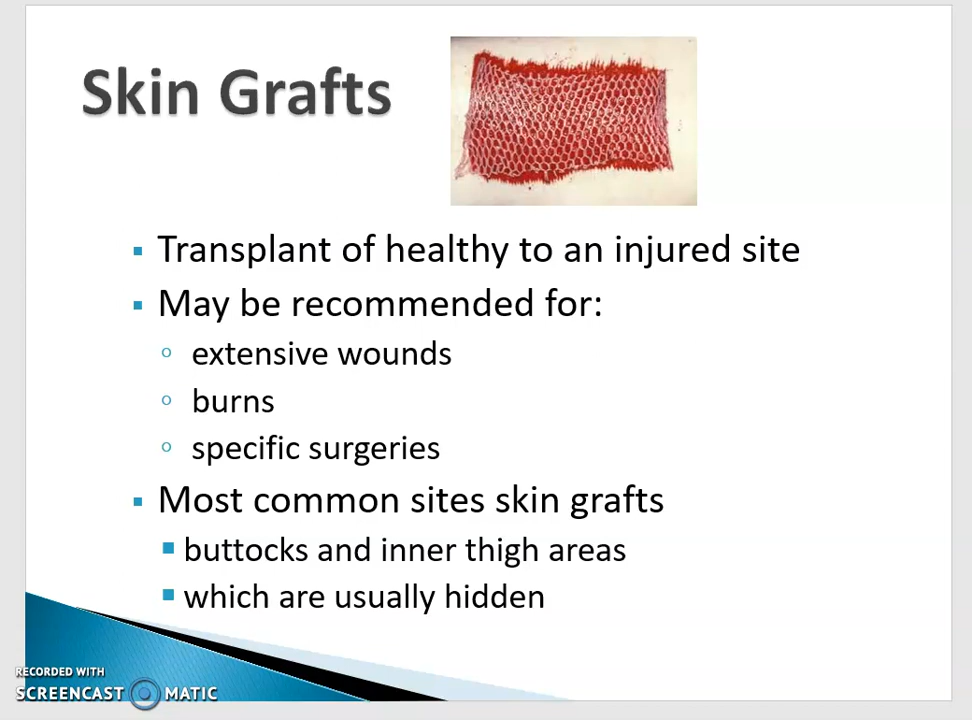 Skin Grafts
Transplant of healthy to an injured site
May be recommended for:
extensive wounds
burns
specific surgeries
Most common sites skin grafts
buttocks and inner thigh areas
which are usually hidden
RECORDED WITH
SCREENCAST MATIC